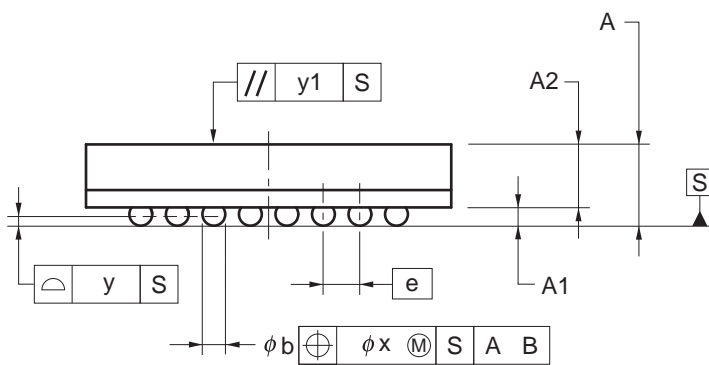 A
// y1 S
A2
S
⌓ y S
e
A1
ϕb ⌖ ϕx Ⓜ S A B